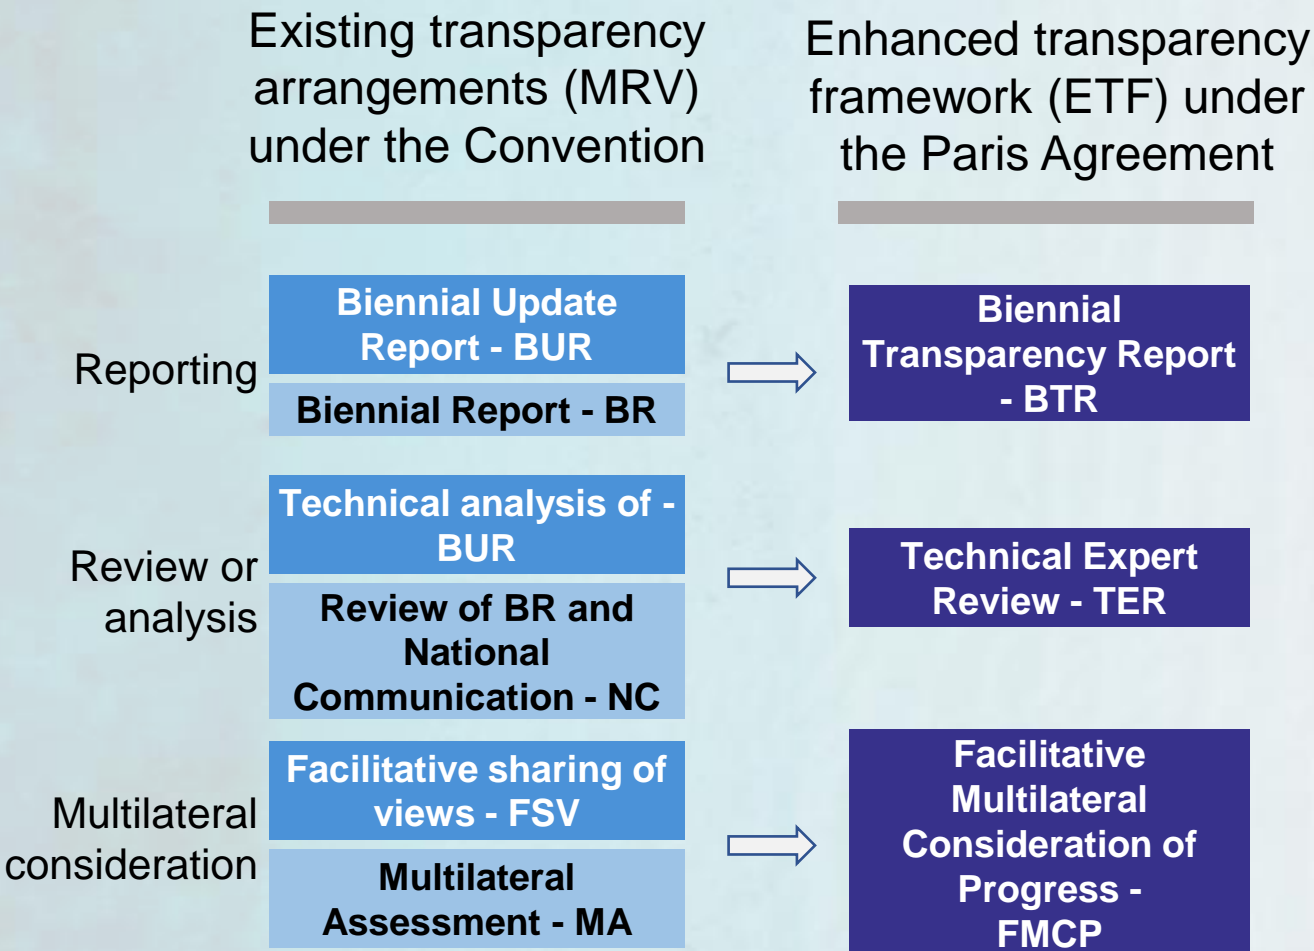 Existing transparency
arrangements (MRV)
under the Convention
Enhanced transparency
framework (ETF) under
the Paris Agreement
Reporting
Biennial Update
Report - BUR
Biennial Report - BR
Biennial
Transparency Report
- BTR
Review or
analysis
Technical analysis of -
BUR
Review of BR and
National
Communication - NC
Technical Expert
Review - TER
Multilateral
consideration
Facilitative sharing of
views - FSV
Multilateral
Assessment - MA
Facilitative
Multilateral
Consideration of
Progress -
FMCP